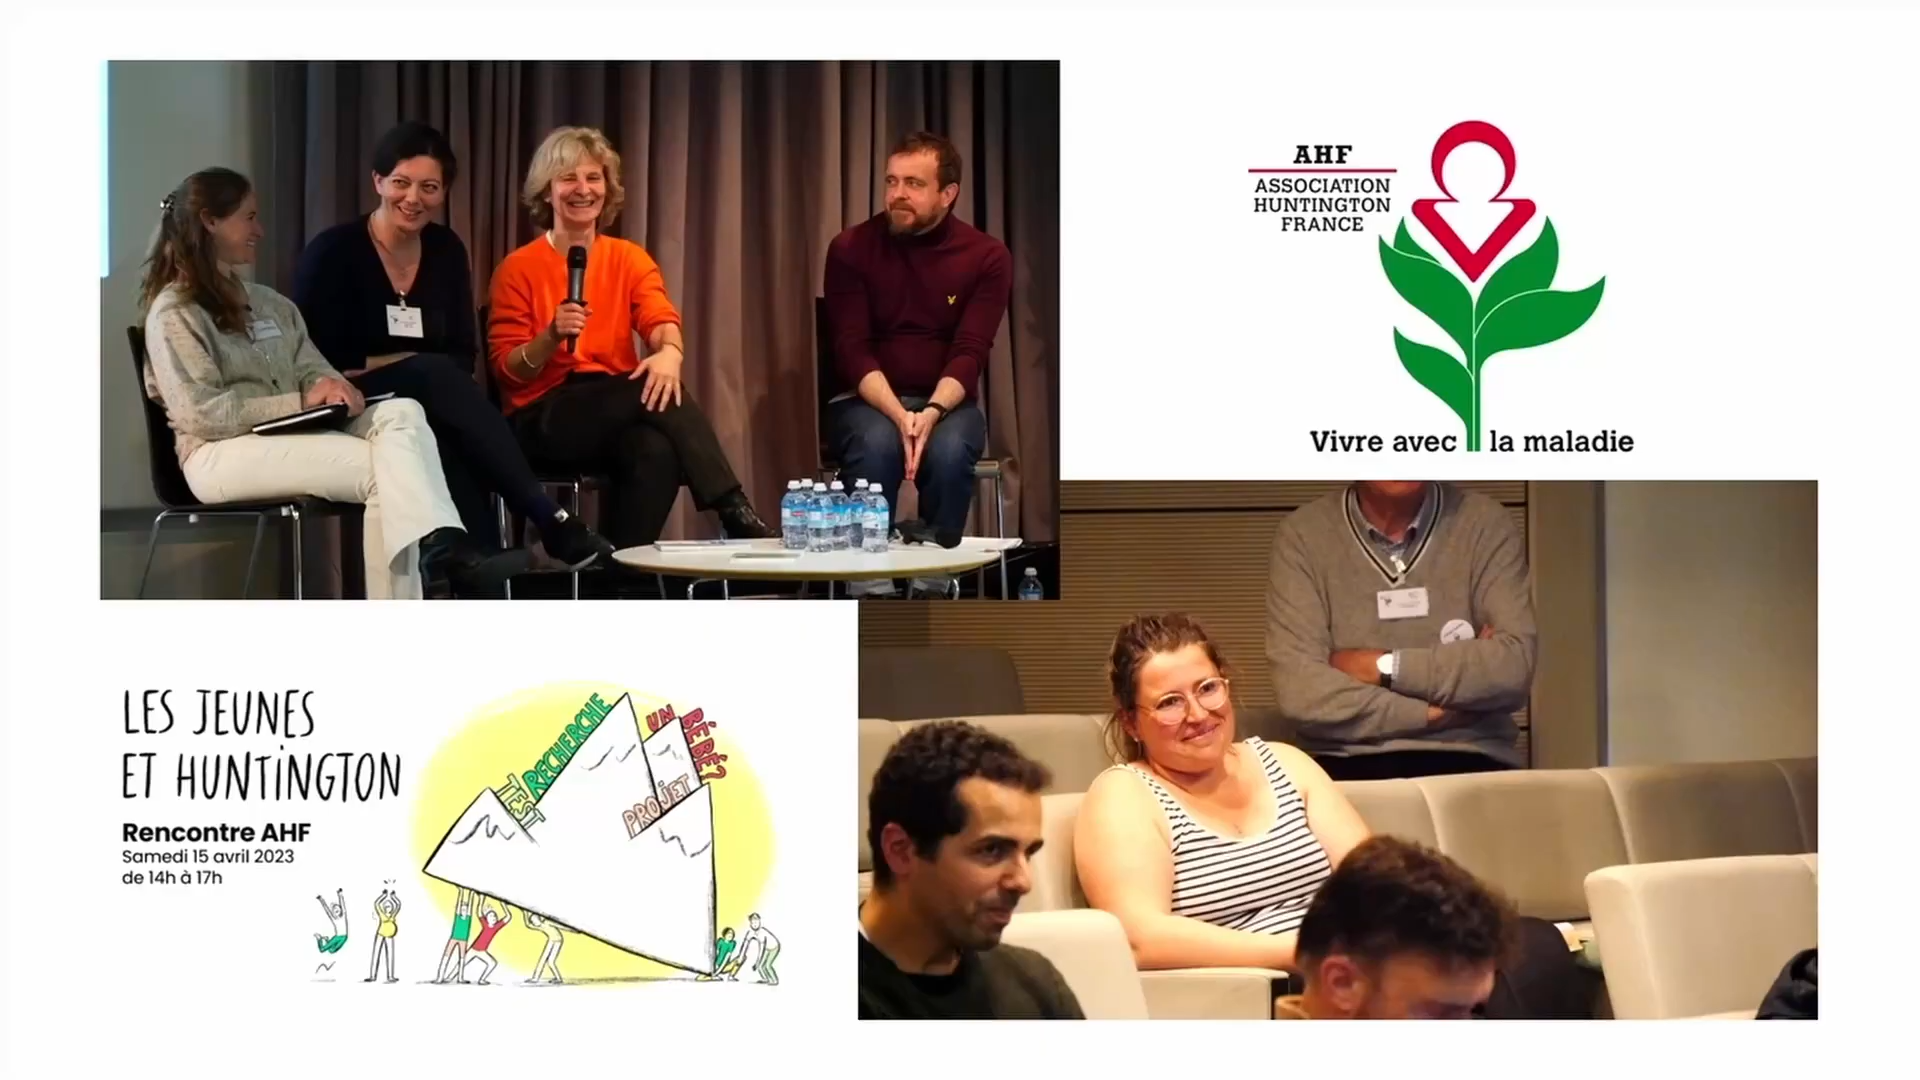 AHF
ASSOCIATION
HUNTINGTON
FRANCE
Vivre avec la maladie
LES JEUNES
ET HUNTINGTON
Rencontre AHF
Samedi 15 avril 2023
de 14h à 17h
TEST
RECHERCHE
UN
BÉBÉ?
PROJET